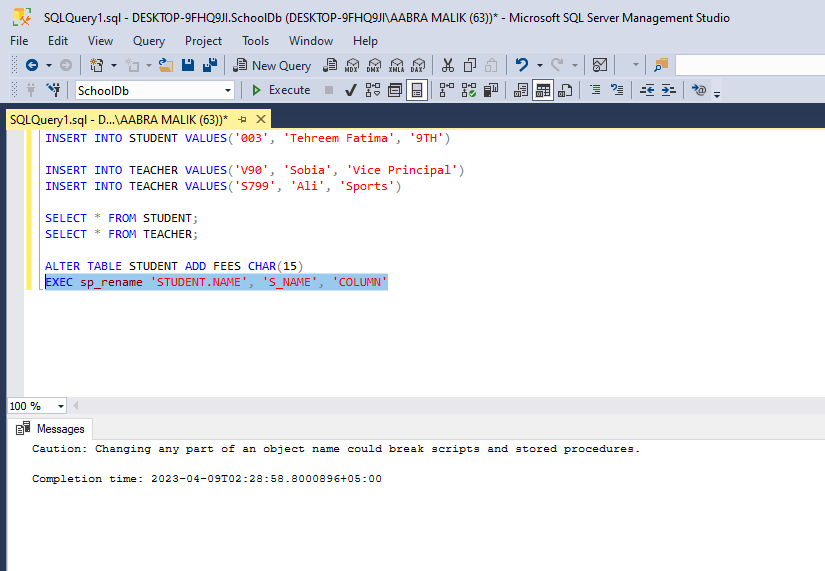 SQLQuery1.sql - DESKTOP-9FHQ9JI.SchoolDb (DESKTOP-9FHQ9JI\AABRA MALIK (63))* - Microsoft SQL Server Management Studio
File Edit View Query Project Tools Window Help
New Query MDX DMX XMLA DAX
SchoolDb Execute
SQLQuery1.sql - D...\AABRA MALIK (63))*
INSERT INTO STUDENT VALUES('003', 'Tehreem Fatima', '9TH')
INSERT INTO TEACHER VALUES('V90', 'Sobia', 'Vice Principal')
INSERT INTO TEACHER VALUES('S799', 'Ali', 'Sports')
SELECT * FROM STUDENT;
SELECT * FROM TEACHER;
ALTER TABLE STUDENT ADD FEES CHAR(15)
EXEC sp_rename 'STUDENT.NAME', 'S_NAME', 'COLUMN'
100 %
Messages
Caution: Changing any part of an object name could break scripts and stored procedures.
Completion time: 2023-04-09T02:28:58.8000896+05:00